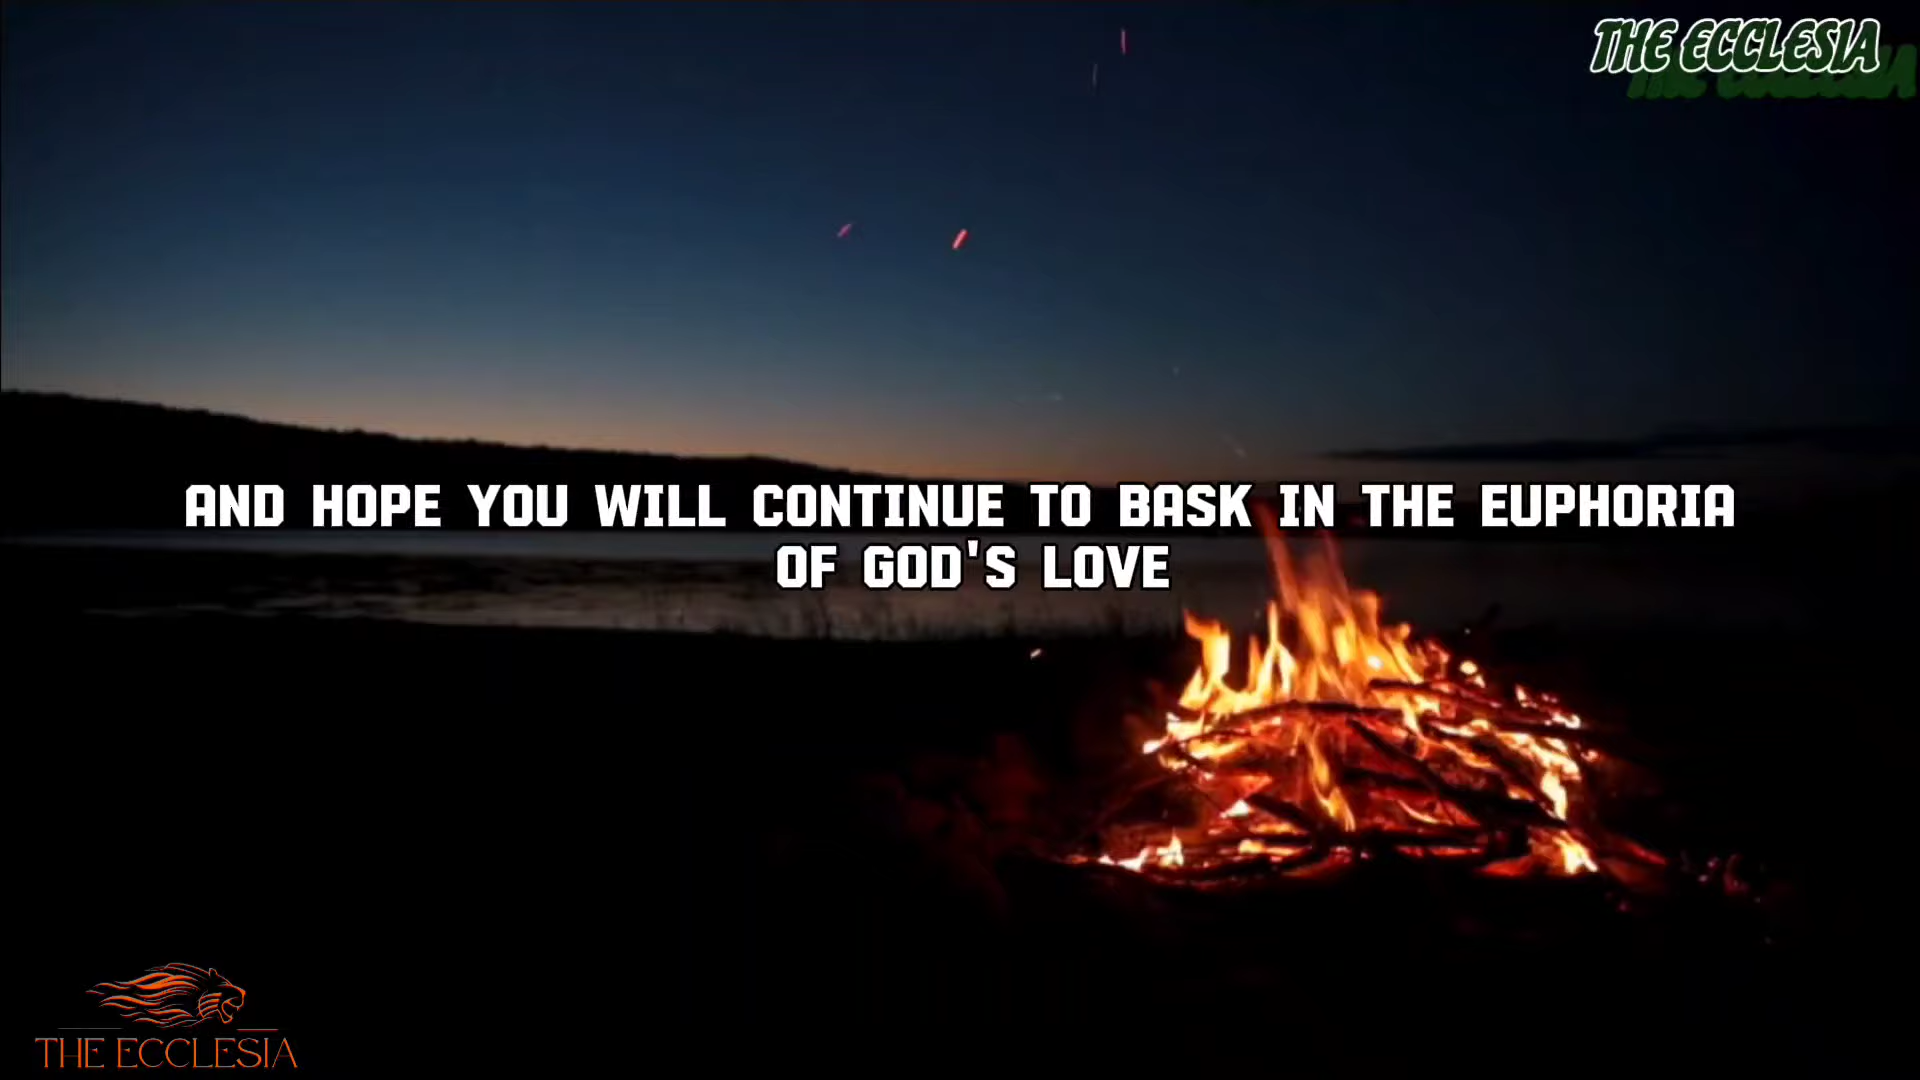 THE ECCLESIA
AND HOPE YOU WILL CONTINUE TO BASK IN THE EUPHORIA
OF GOD'S LOVE
THE ECCLESIA